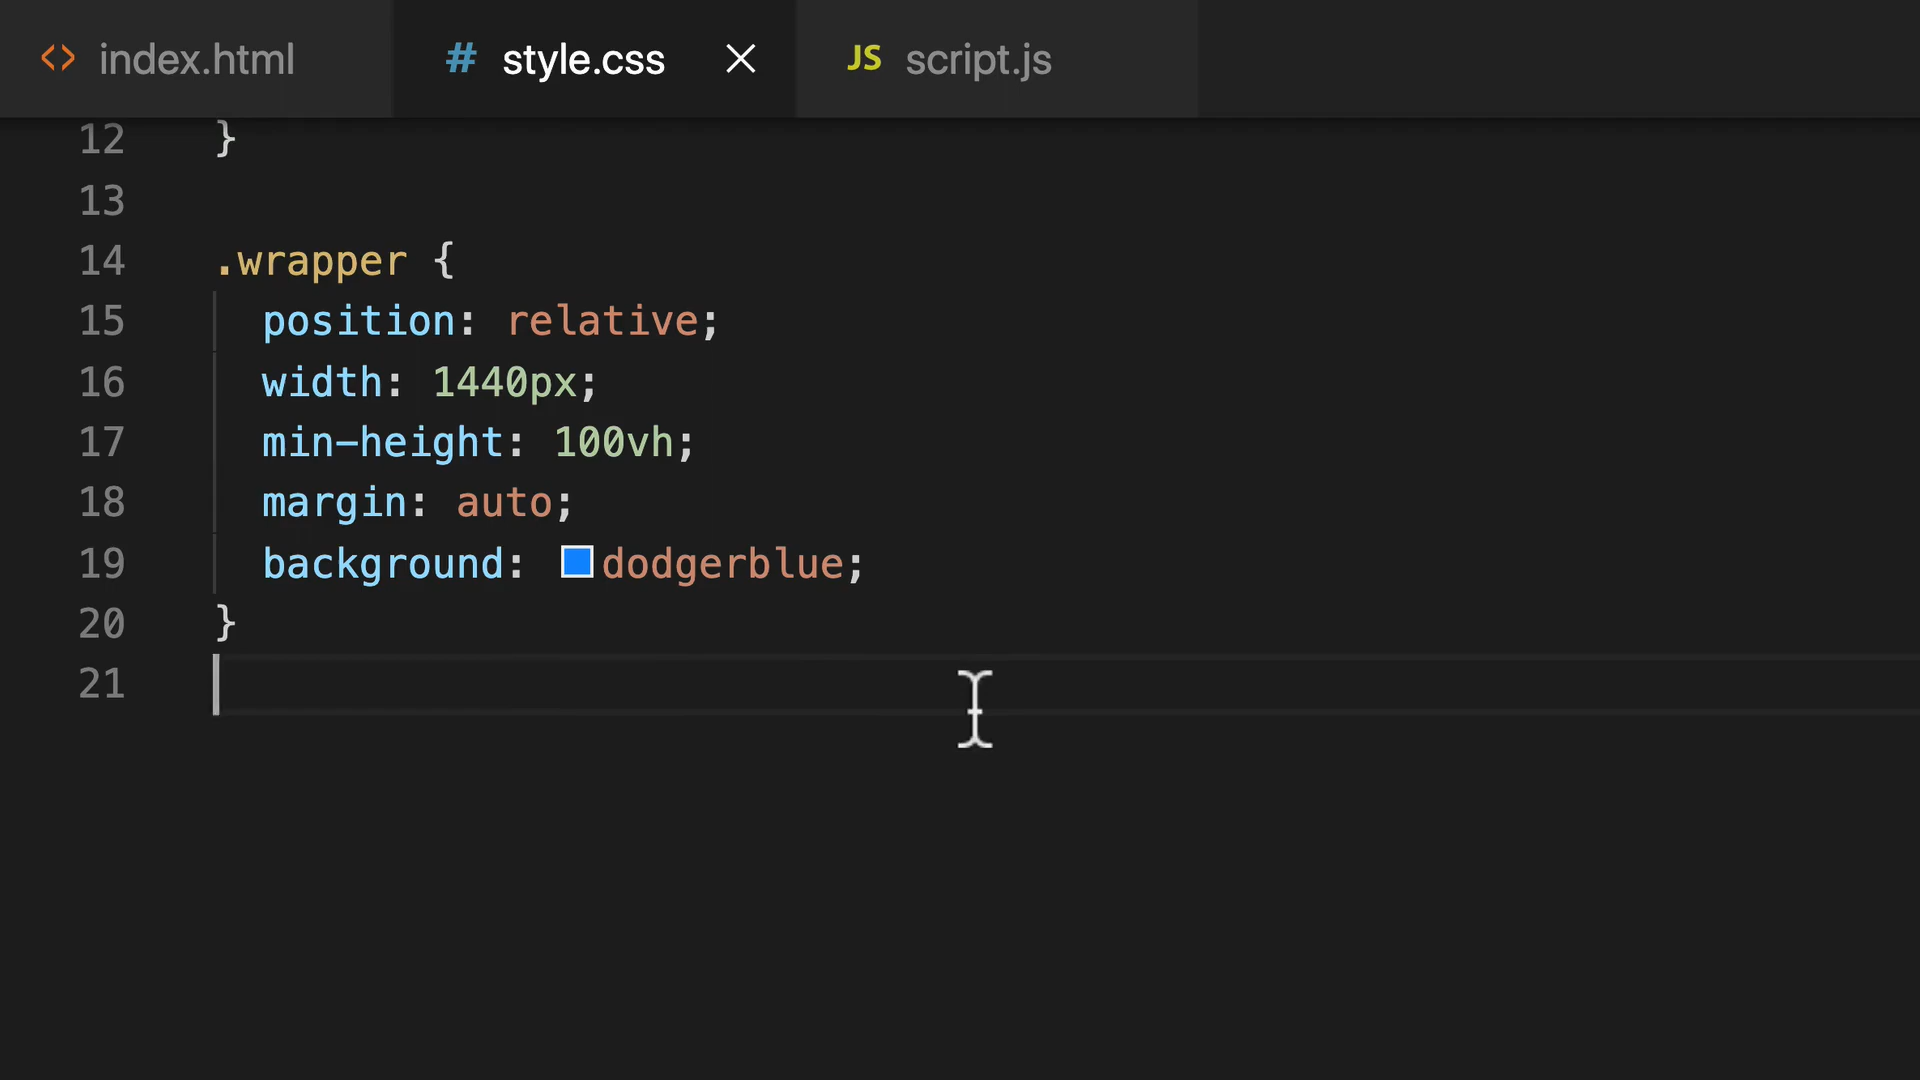 <> index.html # style.css JS script.js
12 }
13
14 .wrapper {
15 position: relative;
16 width: 1440px;
17 min-height: 100vh;
18 margin: auto;
19 background: dodgerblue;
20 }
21